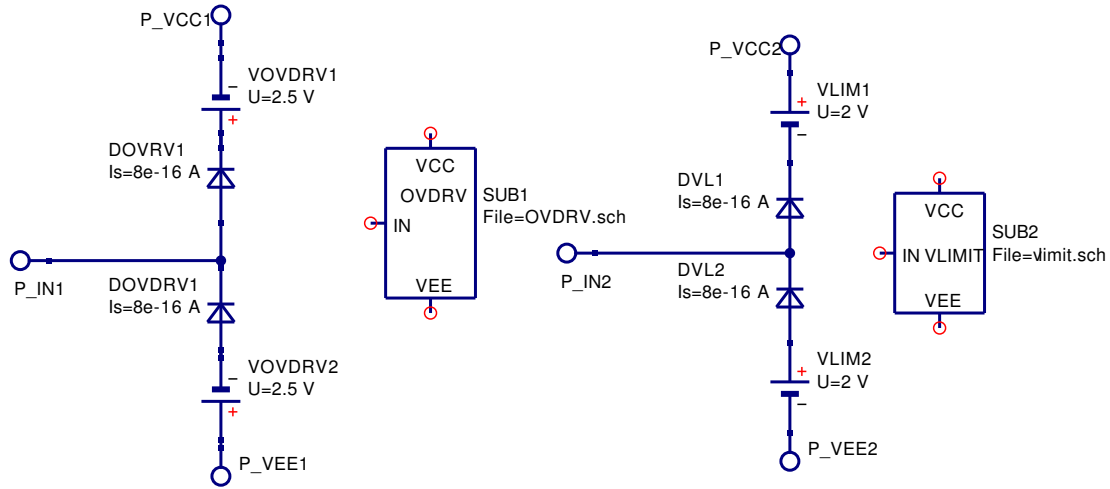 P_VCC1
VOVDRV1
U=2.5 V
−
+
DOVRV1
Is=8e-16 A
P_IN1
DOVDRV1
Is=8e-16 A
VOVDRV2
U=2.5 V
−
+
P_VEE1
VCC
OVDRV
IN
VEE
SUB1
File=OVDRV.sch
P_VCC2
VLIM1
U=2 V
+
−
DVL1
Is=8e-16 A
P_IN2
DVL2
Is=8e-16 A
VLIM2
U=2 V
+
−
P_VEE2
VCC
IN VLIMIT
VEE
SUB2
File=vlimit.sch